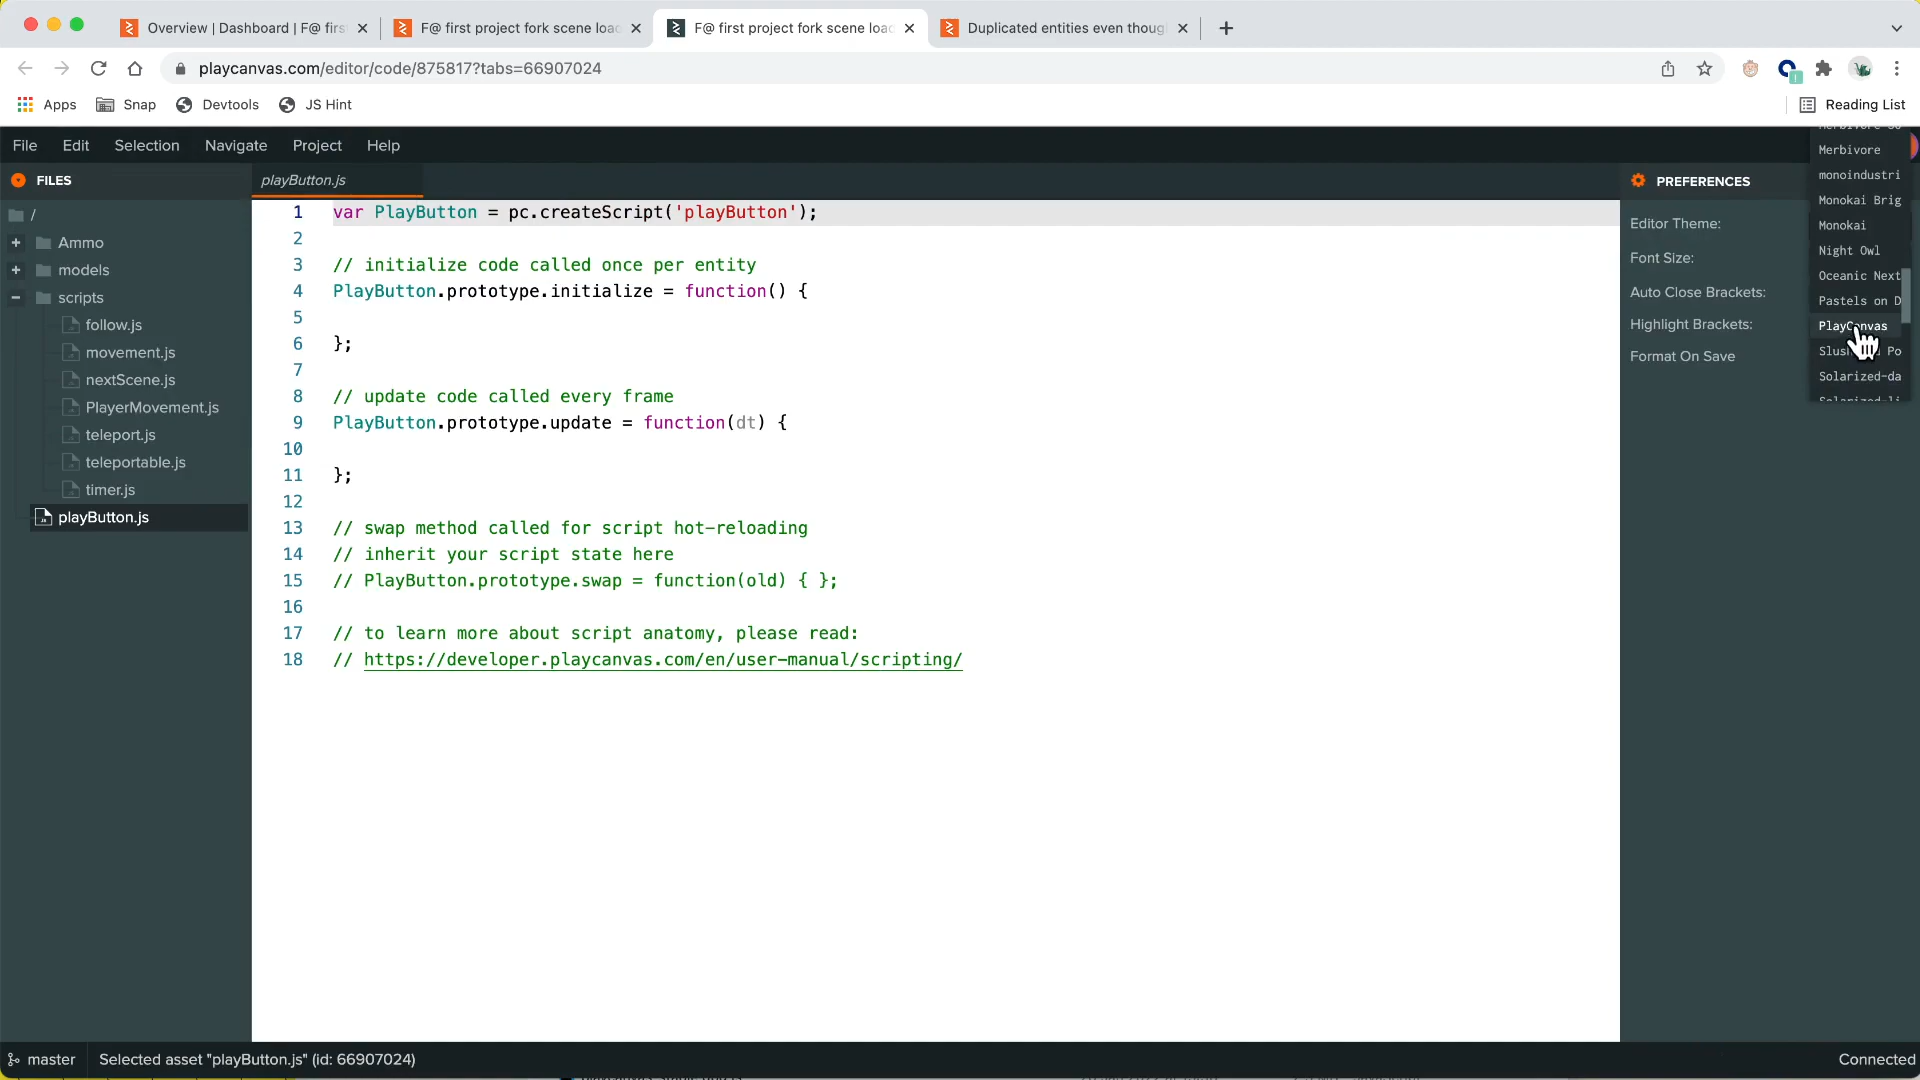 Overview | Dashboard | F@ firs
F@ first project fork scene loa
F@ first project fork scene loa
Duplicated entities even though
playcanvas.com/editor/code/875817?tabs=66907024
Apps
Snap
Devtools
JS Hint
Reading List
File
Edit
Selection
Navigate
Project
Help
FILES
/
Ammo
models
scripts
follow.js
movement.js
nextScene.js
PlayerMovement.js
teleport.js
teleportable.js
timer.js
playButton.js
playButton.js
1 var PlayButton = pc.createScript('playButton');
2
3 // initialize code called once per entity
4 PlayButton.prototype.initialize = function() {
5
6 };
7
8 // update code called every frame
9 PlayButton.prototype.update = function(dt) {
10
11 };
12
13 // swap method called for script hot-reloading
14 // inherit your script state here
15 // PlayButton.prototype.swap = function(old) { };
16
17 // to learn more about script anatomy, please read:
18 // https://developer.playcanvas.com/en/user-manual/scripting/
PREFERENCES
Editor Theme:
Font Size:
Auto Close Brackets:
Highlight Brackets:
Format On Save
Merbivore
monoindustri
Monokai Brig
Monokai
Night Owl
Oceanic Next
Pastels on D
PlayCanvas
Solarized-da
master
Selected asset "playButton.js" (id: 66907024)
Connected